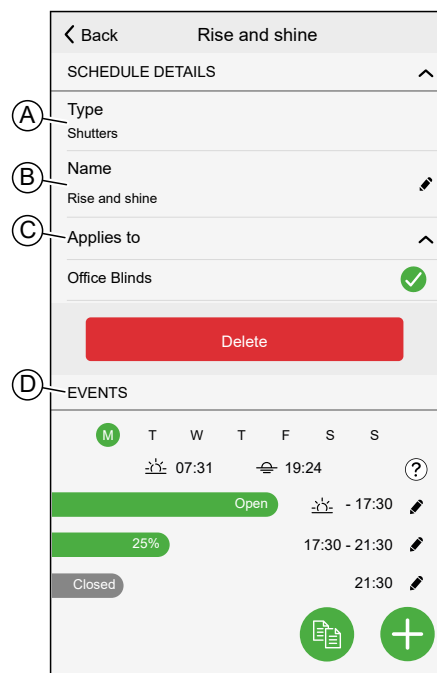 Back Rise and shine
SCHEDULE DETAILS
A Type
Shutters
B Name
Rise and shine
C Applies to
Office Blinds
Delete
D EVENTS
M T W T F S S
07:31 19:24 ?
Open - 17:30
25% 17:30 - 21:30
Closed 21:30